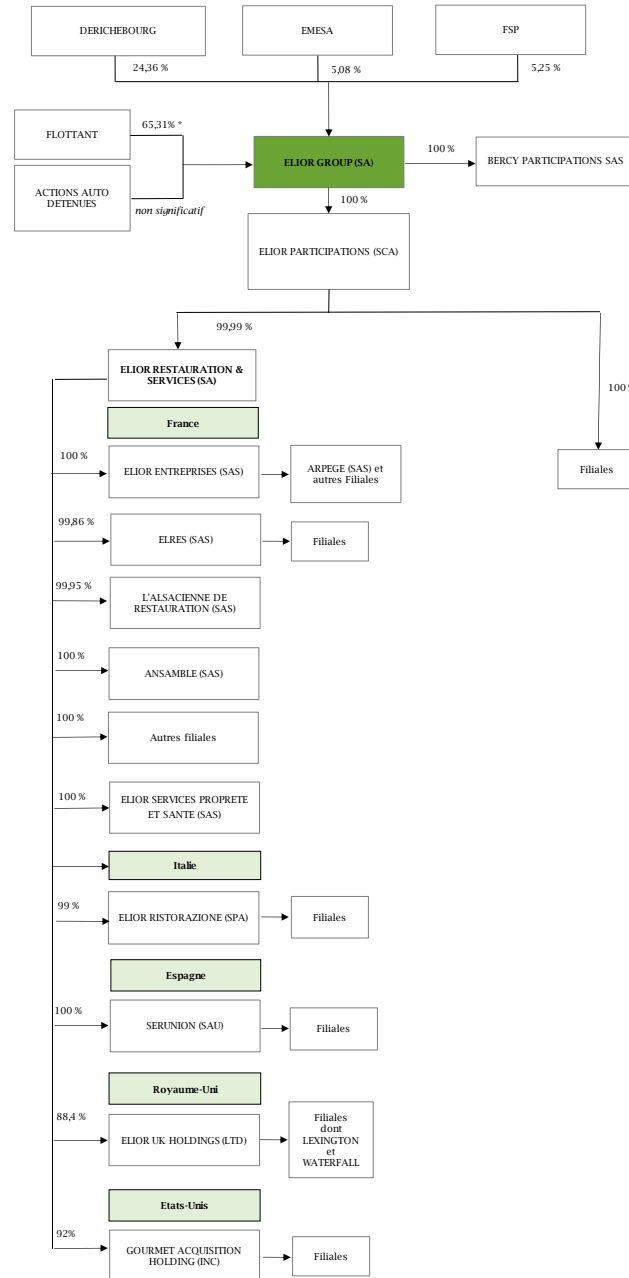 DERICHEBOURG
EMESA
FSP
24,36 %
5,08 %
5,25 %
FLOTTANT
65,31% *
ACTIONS AUTO
DETENUES
non significatif
ELIOR GROUP (SA)
100 %
BERCY PARTICIPATIONS SAS
100 %
ELIOR PARTICIPATIONS (SCA)
99,99 %
100 %
ELIOR RESTAURATION &
SERVICES (SA)
Filiales
France
100 %
ELIOR ENTREPRISES (SAS)
ARPEGE (SAS) et
autres Filiales
99,86 %
ELRES (SAS)
Filiales
99,95 %
L'ALSACIENNE DE
RESTAURATION (SAS)
100 %
ANSAMBLE (SAS)
100 %
Autres filiales
100 %
ELIOR SERVICES PROPRETE
ET SANTE (SAS)
Italie
99 %
ELIOR RISTORAZIONE (SPA)
Filiales
Espagne
100 %
SERUNION (SAU)
Filiales
Royaume-Uni
88,4 %
ELIOR UK HOLDINGS (LTD)
Filiales
dont
LEXINGTON
et
WATERFALL
Etats-Unis
92%
GOURMET ACQUISITION
HOLDING (INC)
Filiales